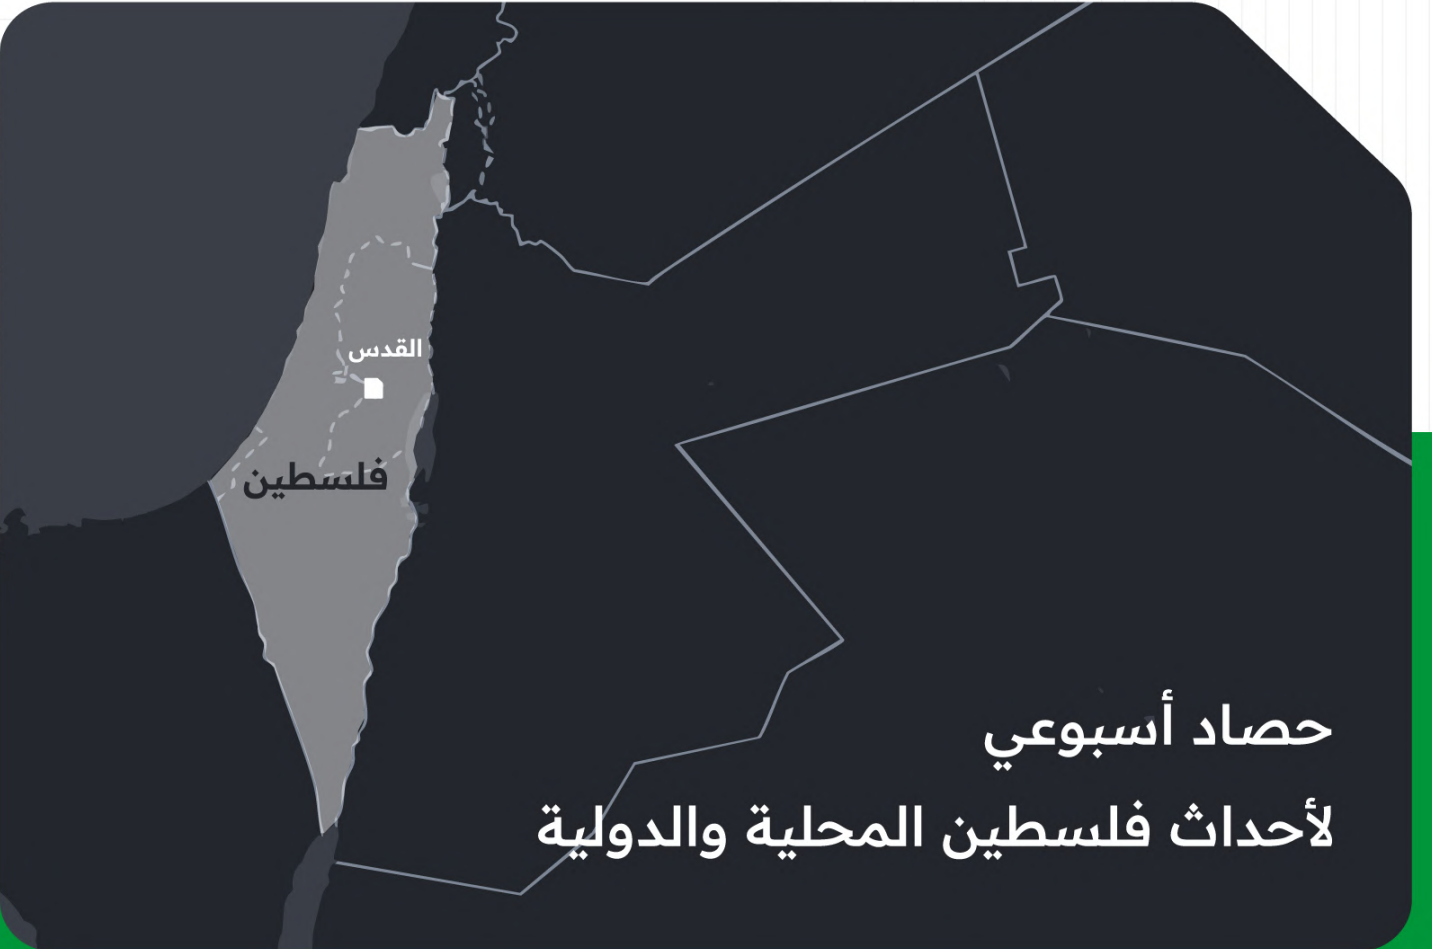 القدس
فلسطين
حصاد أسبوعي
لأحداث فلسطين المحلية والدولية